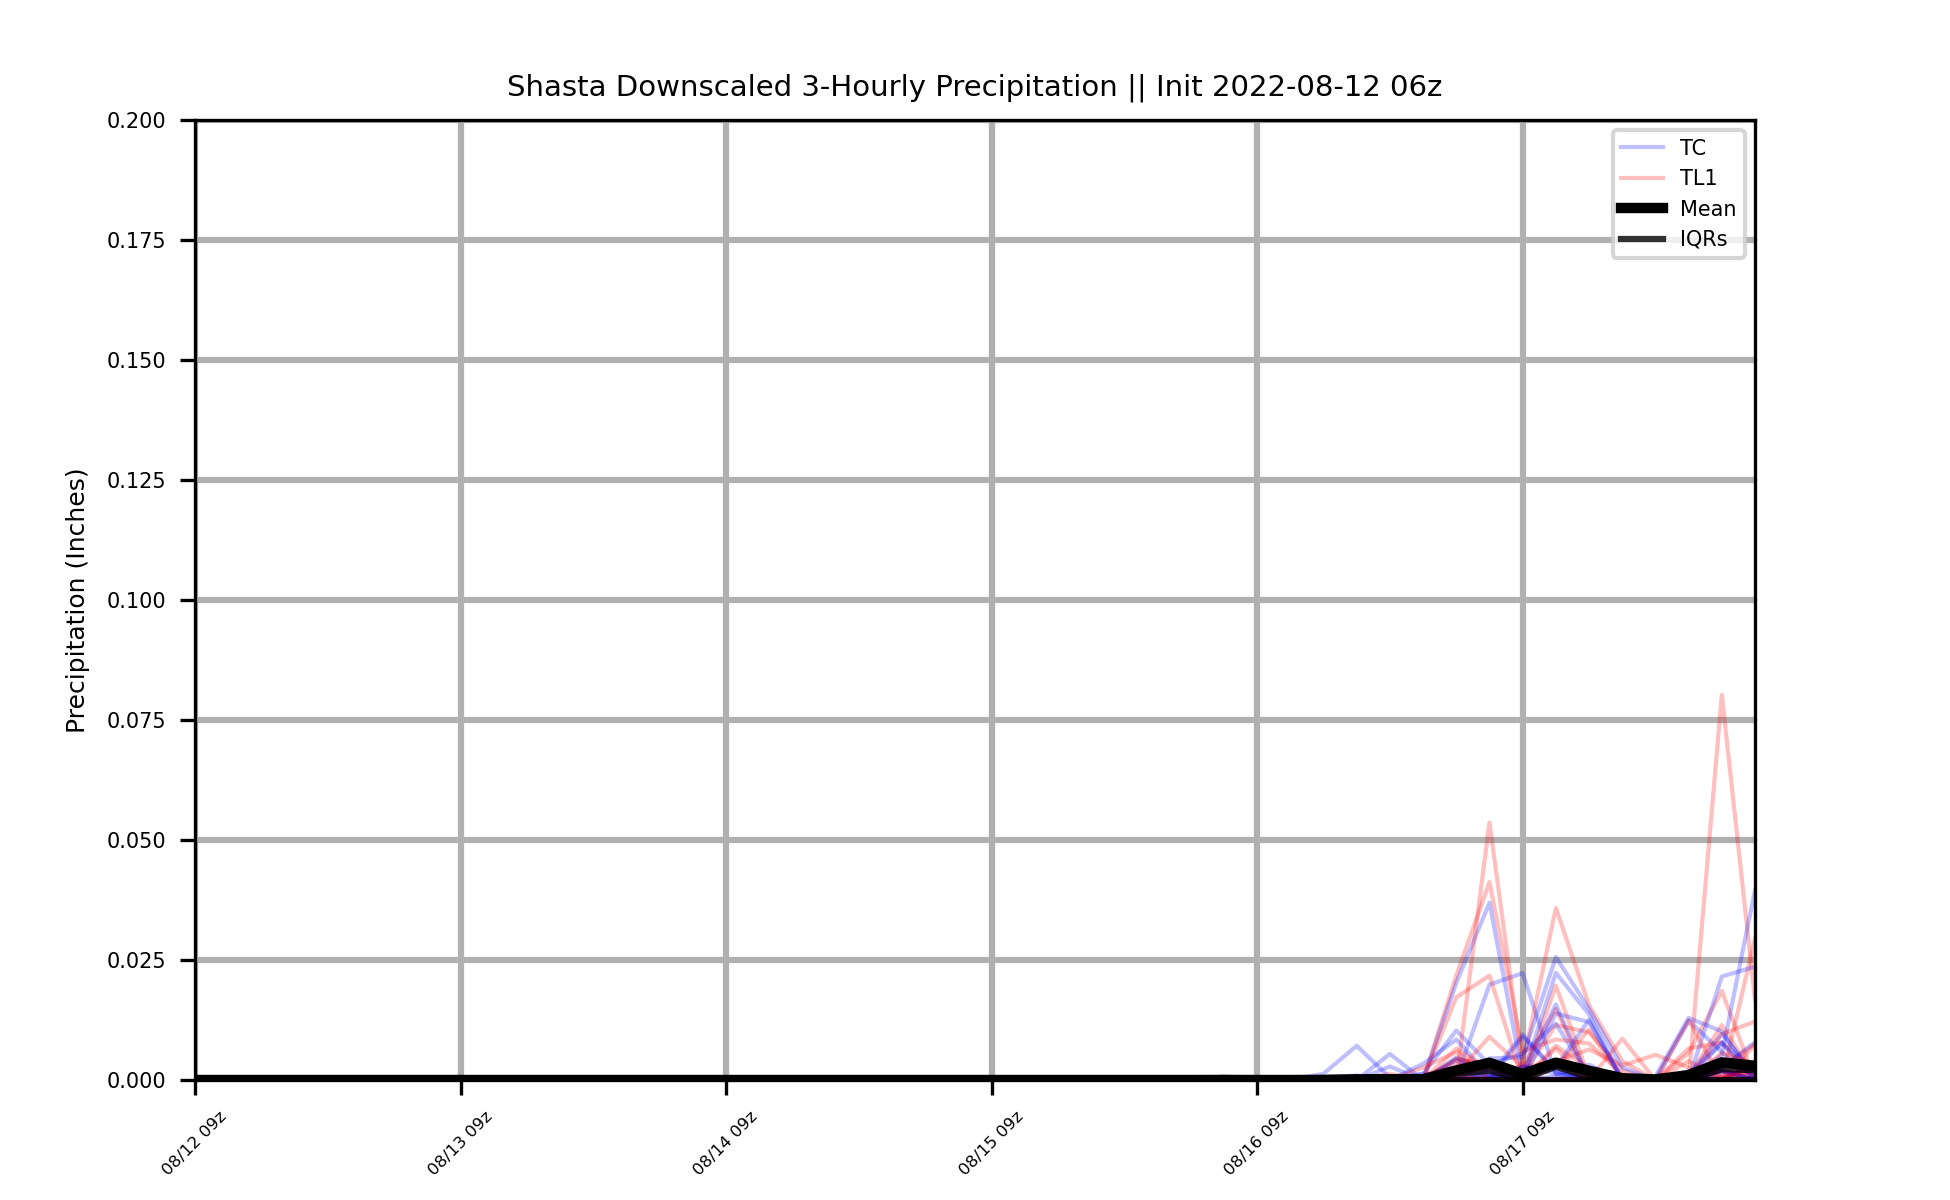 Shasta Downscaled 3-Hourly Precipitation || Init 2022-08-12 06z
TC
TL1
Mean
IQRs
Precipitation (Inches)
0.200
0.175
0.150
0.125
0.100
0.075
0.050
0.025
0.000
08/12 09z
08/13 09z
08/14 09z
08/15 09z
08/16 09z
08/17 09z